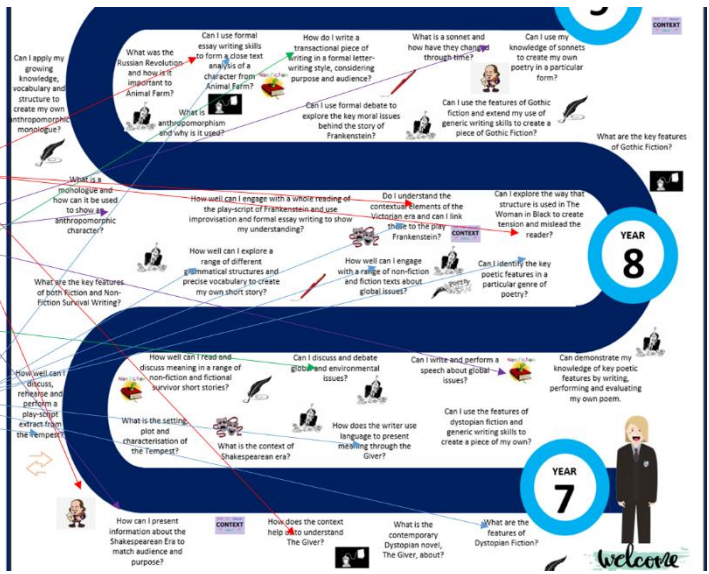 9
CONTEXT
Can I use formal
essay writing skills
to form a close text
analysis of a
character from
Animal Farm?
How do I write a
transactional piece of
writing in a formal letter-
writing style, considering
purpose and audience?
What is a sonnet and
how have they changed
through time?
Can I use my
knowledge of sonnets
to create my own
poetry in a particular
form?
Can I apply my
growing
knowledge,
vocabulary and
structure to
create my own
anthropomorphic
monologue?
What was the
Russian Revolution
and how is it
important to
Animal Farm?
What is
anthropomorphism
and why is it used?
Can I use formal debate to
explore the key moral issues
behind the story of
Frankenstein?
Can I use the features of Gothic
fiction and extend my use of
generic writing skills to create a
piece of Gothic Fiction?
What are the key features
of Gothic Fiction?
What is a
monologue and
how can it be used
to show an
anthropomorphic
character?
How well can I engage with a whole reading of
the play-script of Frankenstein and use
improvisation and formal essay writing to show
my understanding?
Do I understand the
contextual elements of the
Victorian era and can I link
these to the play
Frankenstein?
CONTEXT
Can I explore the way that
structure is used in The
Woman in Black to create
tension and mislead the
reader?
YEAR
8
What are the key features
of both Fiction and Non-
Fiction Survival Writing?
How well can I explore a
range of different
grammatical structures and
precise vocabulary to create
my own short story?
How well can I engage
with a range of non-fiction
and fiction texts about
global issues?
Poetry
Can I identify the key
poetic features in a
particular genre of
poetry?
How well can I
discuss,
rehearse and
perform a
play-script
extract from
the Tempest?
How well can I read and
discuss meaning in a range of
non-fiction and fictional
survivor short stories?
Can I discuss and debate
global and environmental
issues?
Can I write and perform a
speech about global
issues?
Can demonstrate my
knowledge of key poetic
features by writing,
performing and evaluating
my own poem.
What is the setting,
plot and
characterisation of
the Tempest?
What is the context of
Shakespearean era?
How does the writer use
language to present
meaning through the
Giver?
Can I use the features of
dystopian fiction and
generic writing skills to
create a piece of my own?
YEAR
7
How can I present
information about the
Shakespearean Era to
match audience and
purpose?
CONTEXT
How does the context
help us to understand
The Giver?
What is the
contemporary
Dystopian novel,
The Giver, about?
What are the
features of
Dystopian Fiction?
welcome